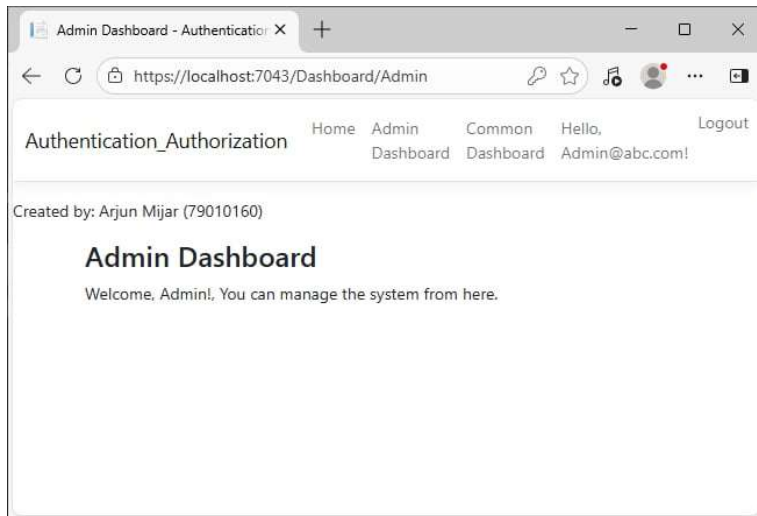 Admin Dashboard - Authentication
https://localhost:7043/Dashboard/Admin
Authentication_Authorization Home Admin Dashboard Common Dashboard Hello, Admin@abc.com! Logout
Created by: Arjun Mijar (79010160)
Admin Dashboard
Welcome, Admin!, You can manage the system from here.